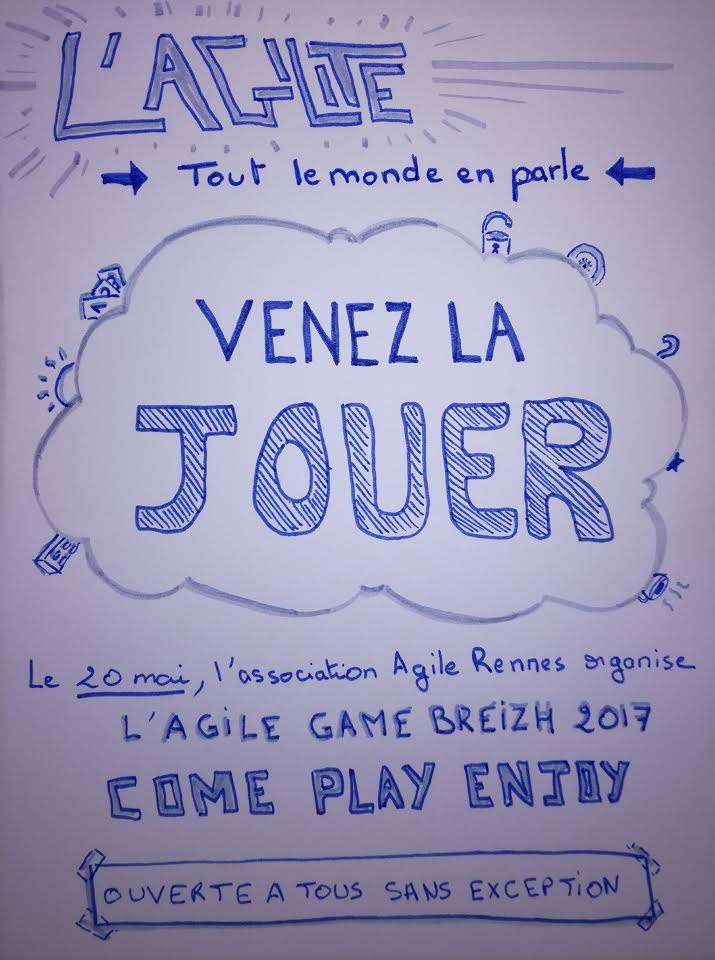 L'AGILITE
Tout le monde en parle
VENEZ LA
JOUER
Le 20 mai, l'association Agile Rennes organise
L'AGILE GAME BREIZH 2017
COME PLAY ENJOY
OUVERTE A TOUS SANS EXCEPTION